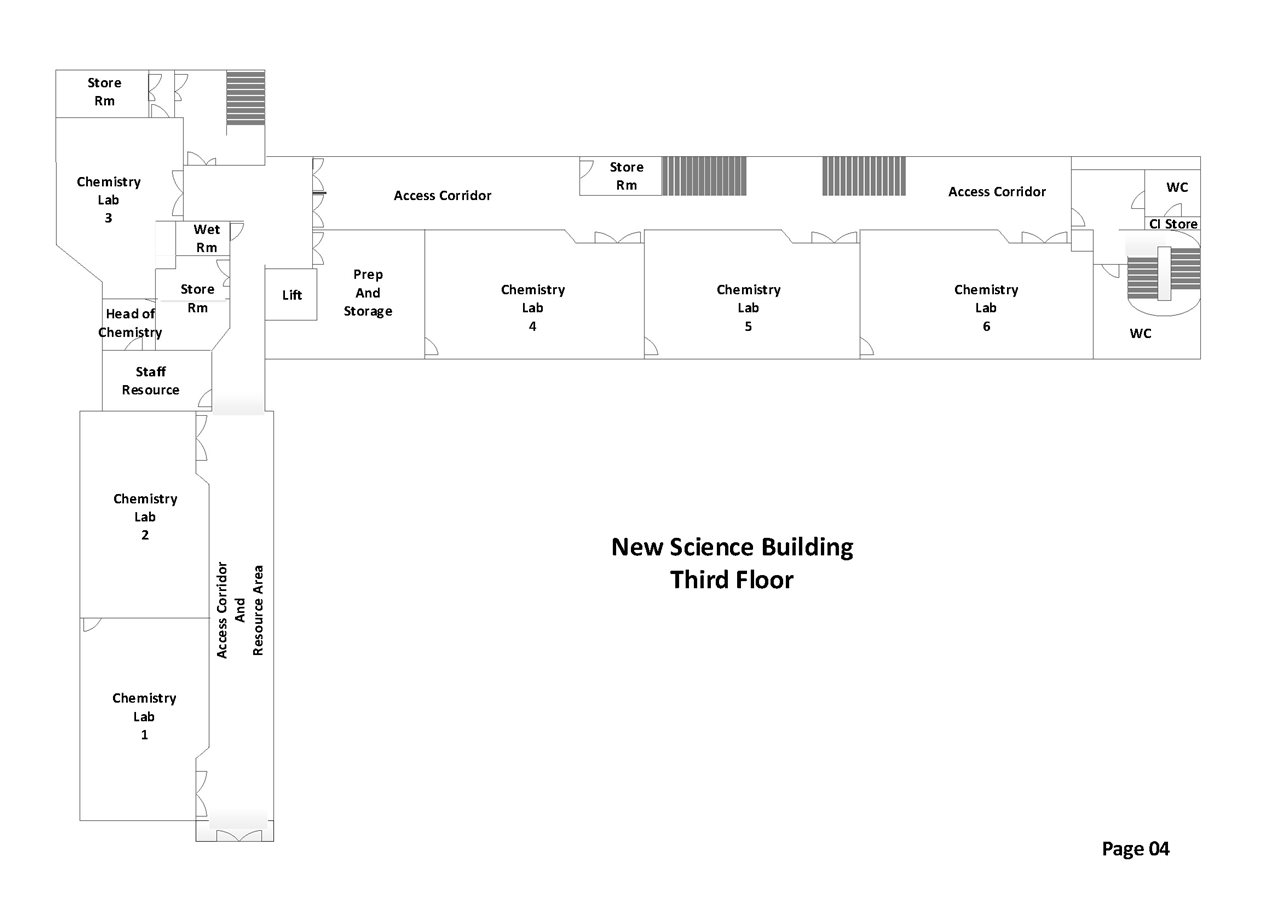 Store
Rm
Chemistry
Lab
3
Wet
Rm
Store
Rm
Head of
Chemistry
Staff
Resource
Lift
Access Corridor
Store
Rm
Access Corridor
WC
CI Store
WC
Prep
And
Storage
Chemistry
Lab
4
Chemistry
Lab
5
Chemistry
Lab
6
Chemistry
Lab
2
Chemistry
Lab
1
Access Corridor
And
Resource Area
New Science Building
Third Floor
Page 04